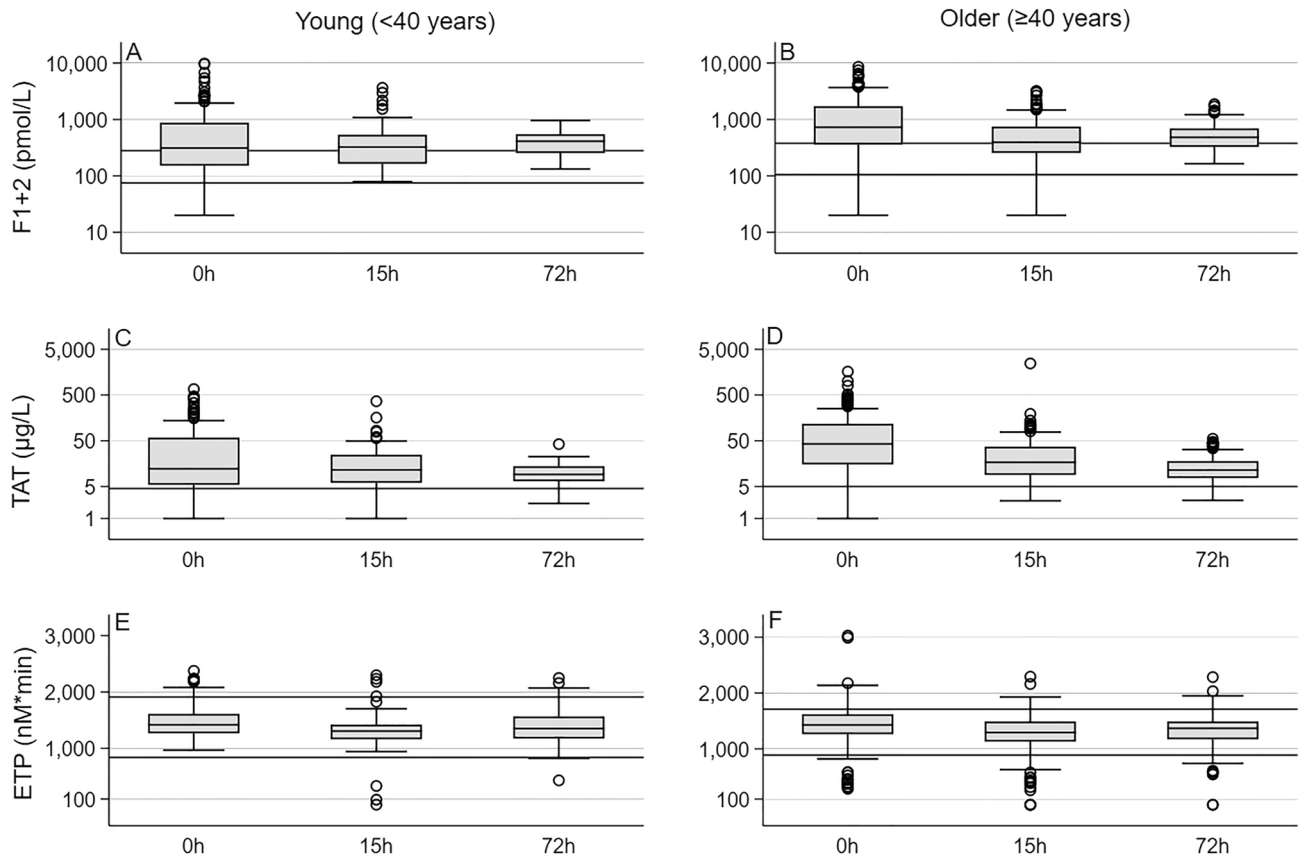 Young (<40 years)
Older (≥40 years)
A
B
F1+2 (pmol/L)
10,000
1,000
100
10
10,000
1,000
100
10
0h
15h
72h
0h
15h
72h
C
D
TAT (µg/L)
5,000
500
50
5
1
5,000
500
50
5
1
0h
15h
72h
0h
15h
72h
E
F
ETP (nM*min)
3,000
2,000
1,000
100
3,000
2,000
1,000
100
0h
15h
72h
0h
15h
72h